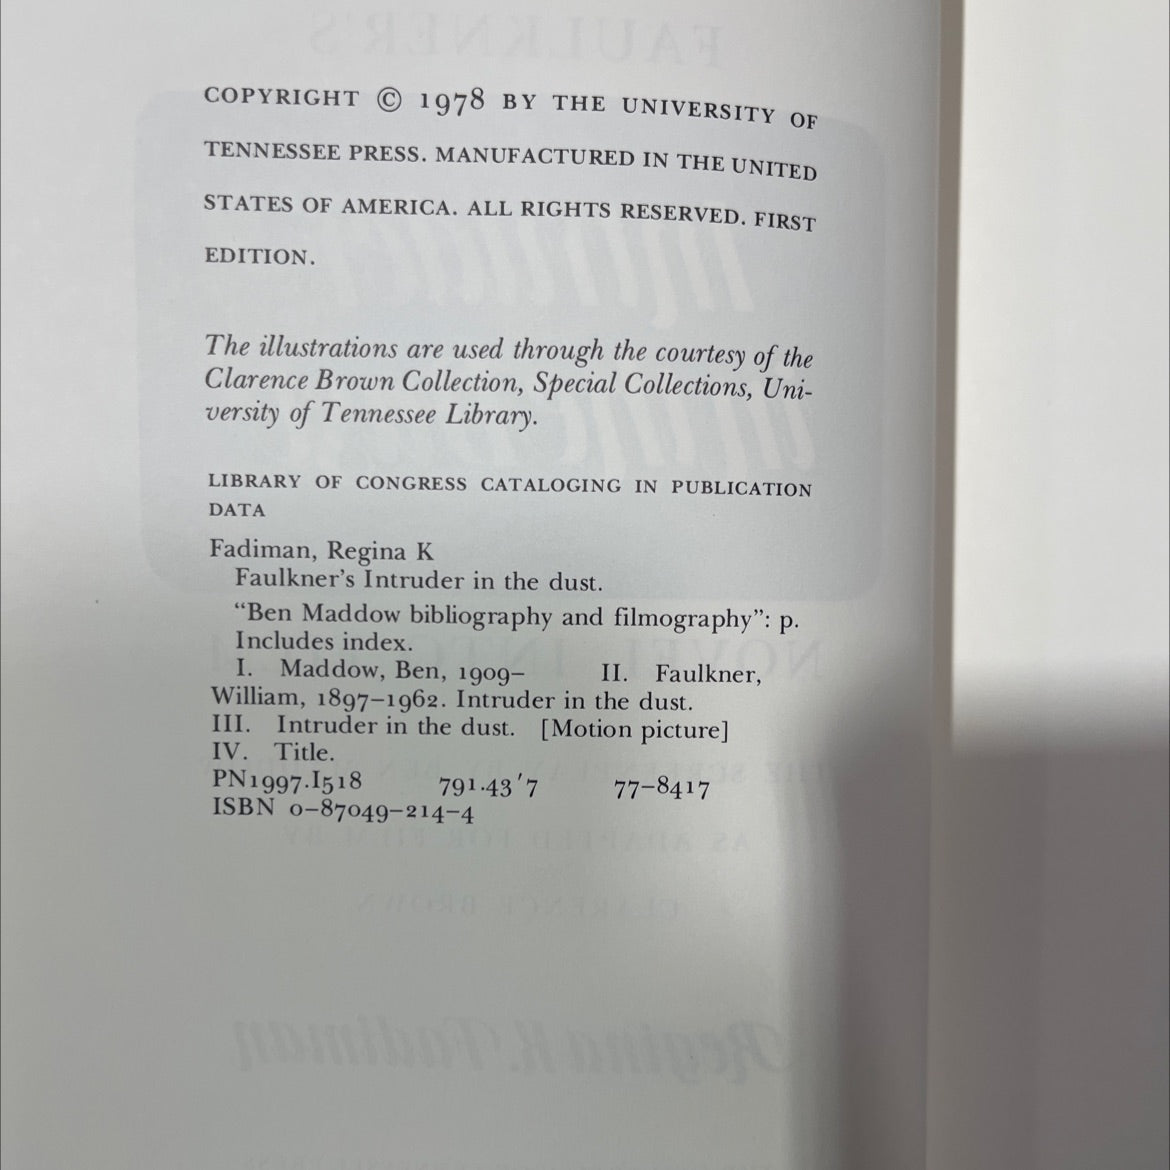 COPYRIGHT © 1978 BY THE UNIVERSITY OF
TENNESSEE PRESS. MANUFACTURED IN THE UNITED
STATES OF AMERICA. ALL RIGHTS RESERVED. FIRST
EDITION.
The illustrations are used through the courtesy of the
Clarence Brown Collection, Special Collections, Uni-
versity of Tennessee Library.
LIBRARY OF CONGRESS CATALOGING IN PUBLICATION
DATA
Fadiman, Regina K
Faulkner's Intruder in the dust.
"Ben Maddow bibliography and filmography": p.
Includes index.
I. Maddow, Ben, 1909– II. Faulkner,
William, 1897–1962. Intruder in the dust.
III. Intruder in the dust. [Motion picture]
IV. Title.
PN1997.I518 791.43'7 77–8417
ISBN 0–87049–214–4